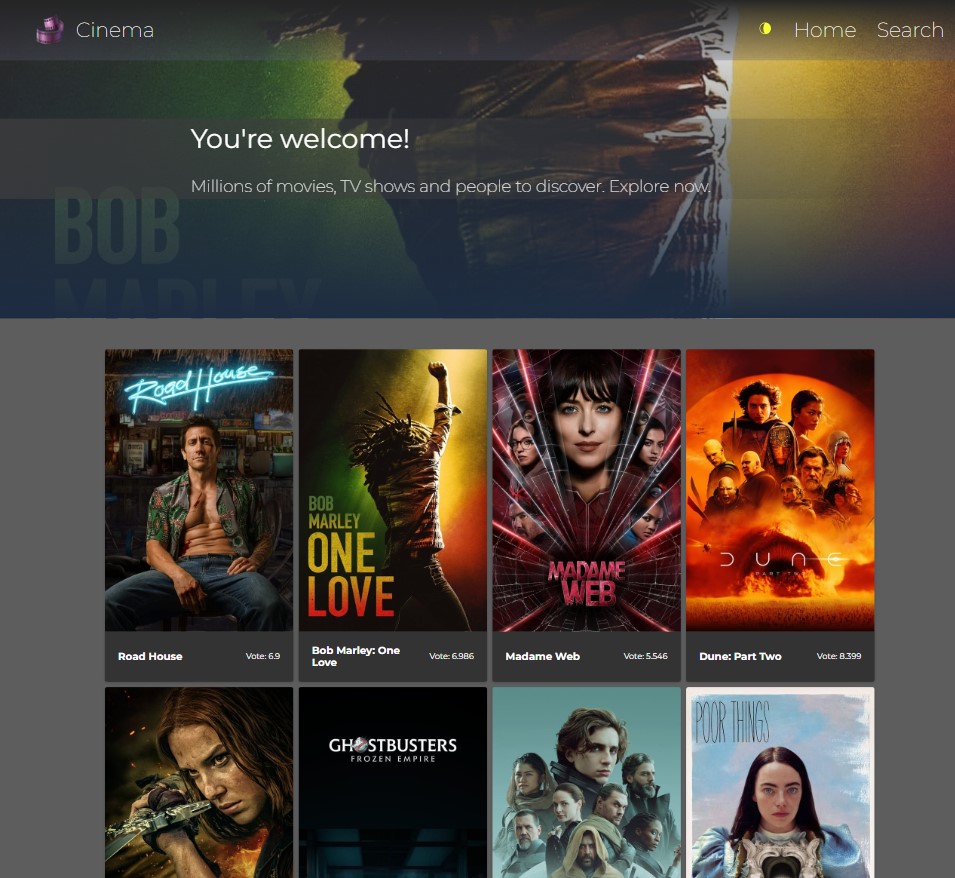 Cinema
Home Search
You're welcome!
Millions of movies, TV shows and people to discover. Explore now.
BOB
MARLEY
Road House
BOB
MARLEY
ONE
LOVE
MADAME
WEB
DUNE
PART TWO
Road House Vote: 6.9
Bob Marley: One
Love
Vote: 6.986
Madame Web Vote: 5.546
Dune: Part Two Vote: 8.399
GHOSTBUSTERS
FROZEN EMPIRE
POOR THINGS